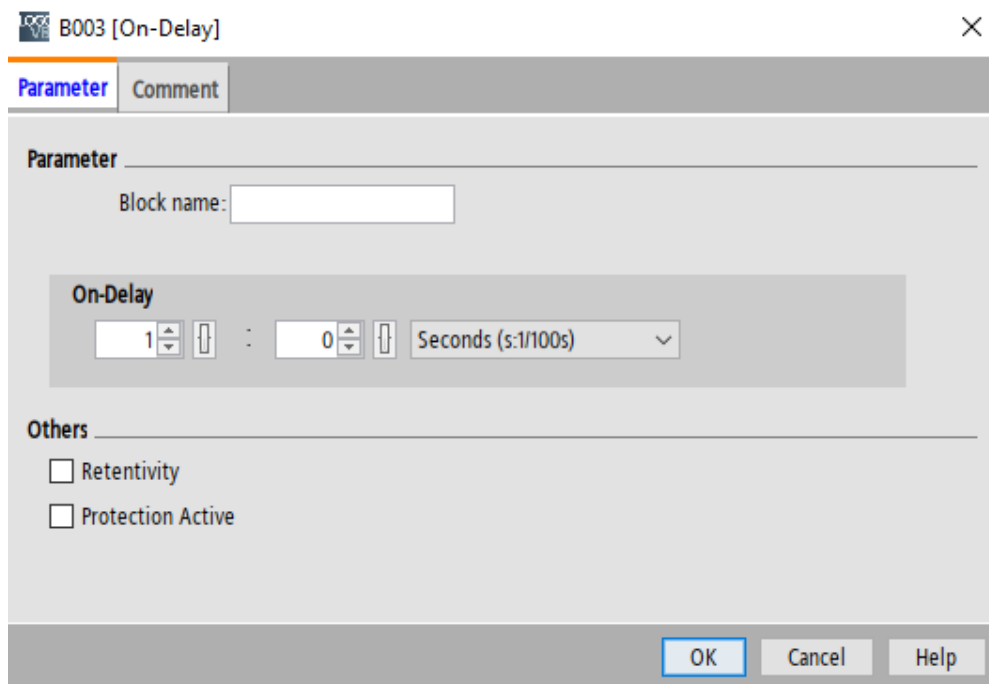 B003 [On-Delay]
Parameter Comment
Parameter
Block name:
On-Delay
1 : 0 Seconds (s:1/100s)
Others
Retentivity
Protection Active
OK Cancel Help